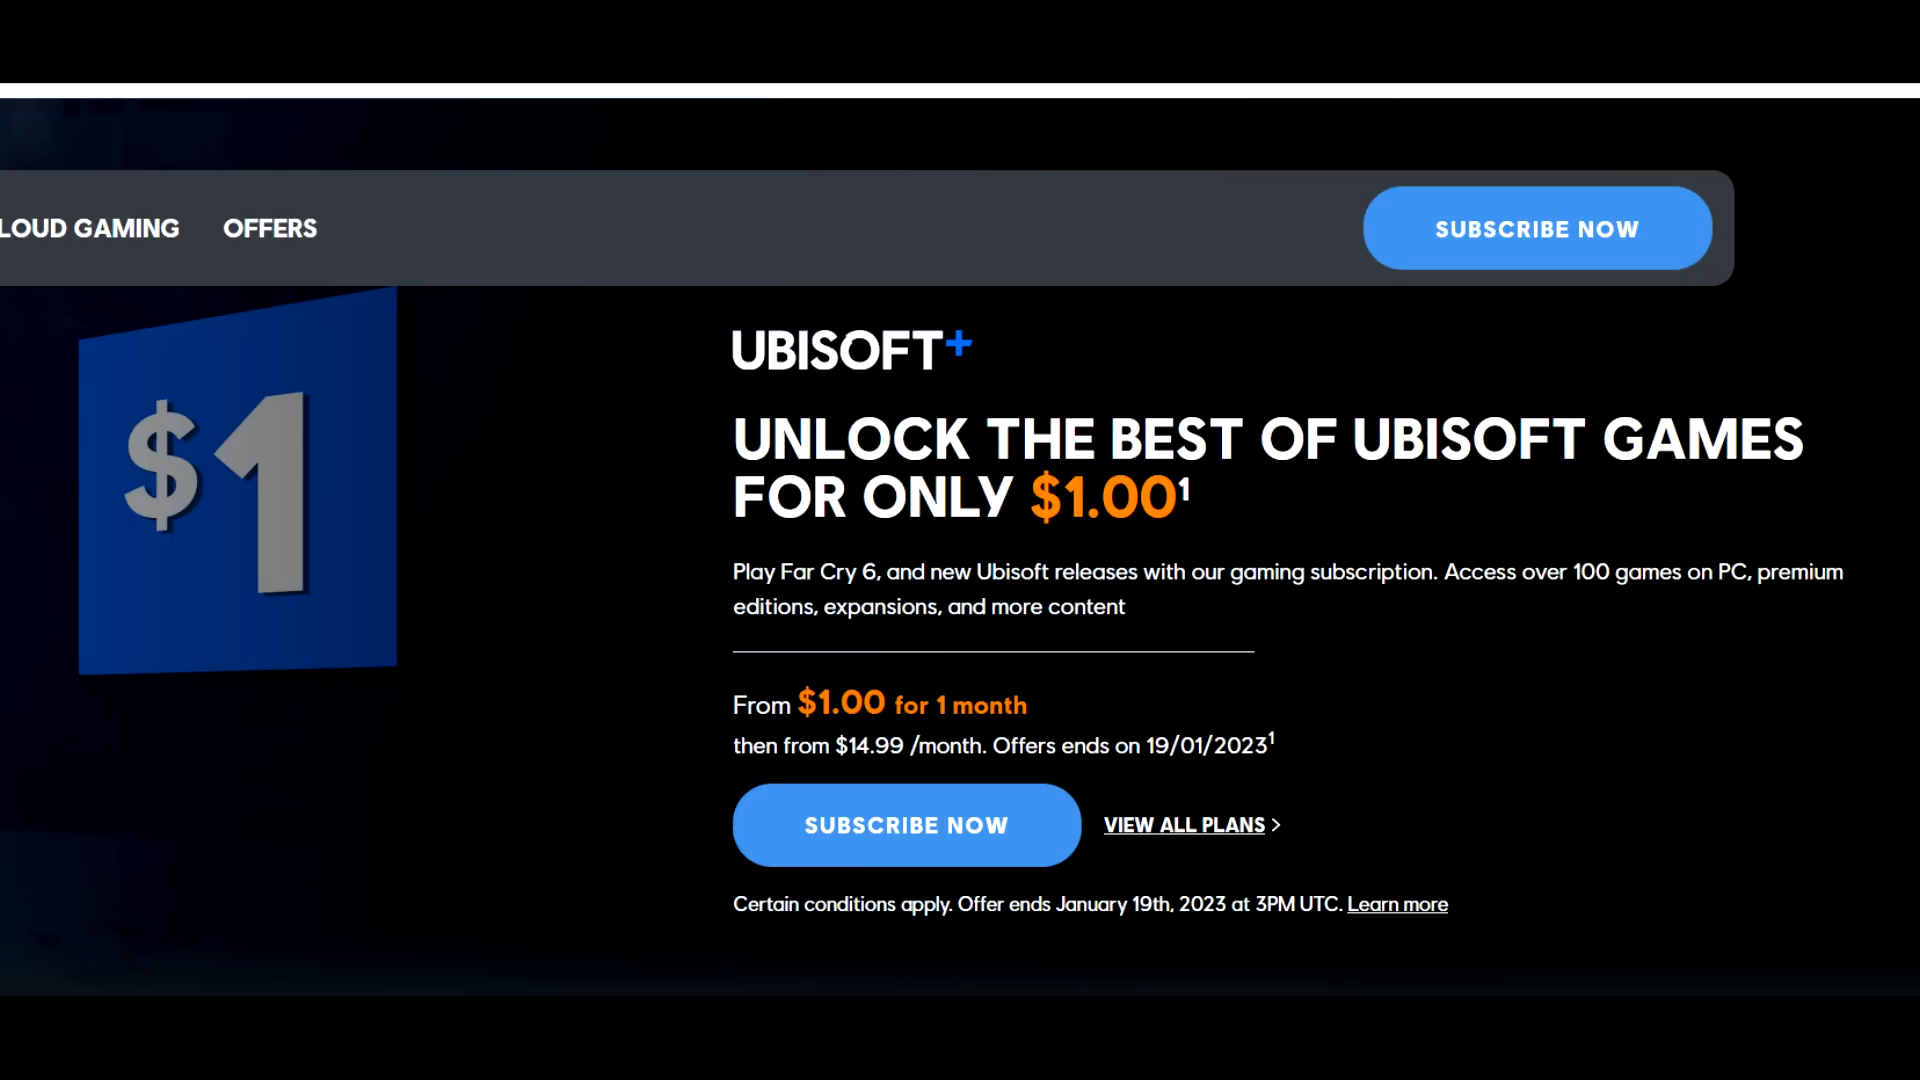 LOUD GAMING OFFERS SUBSCRIBE NOW
$1
UBISOFT+
UNLOCK THE BEST OF UBISOFT GAMES
FOR ONLY $1.00¹
Play Far Cry 6, and new Ubisoft releases with our gaming subscription. Access over 100 games on PC, premium
editions, expansions, and more content
From $1.00 for 1 month
then from $14.99 /month. Offers ends on 19/01/2023¹
SUBSCRIBE NOW VIEW ALL PLANS >
Certain conditions apply. Offer ends January 19th, 2023 at 3PM UTC. Learn more